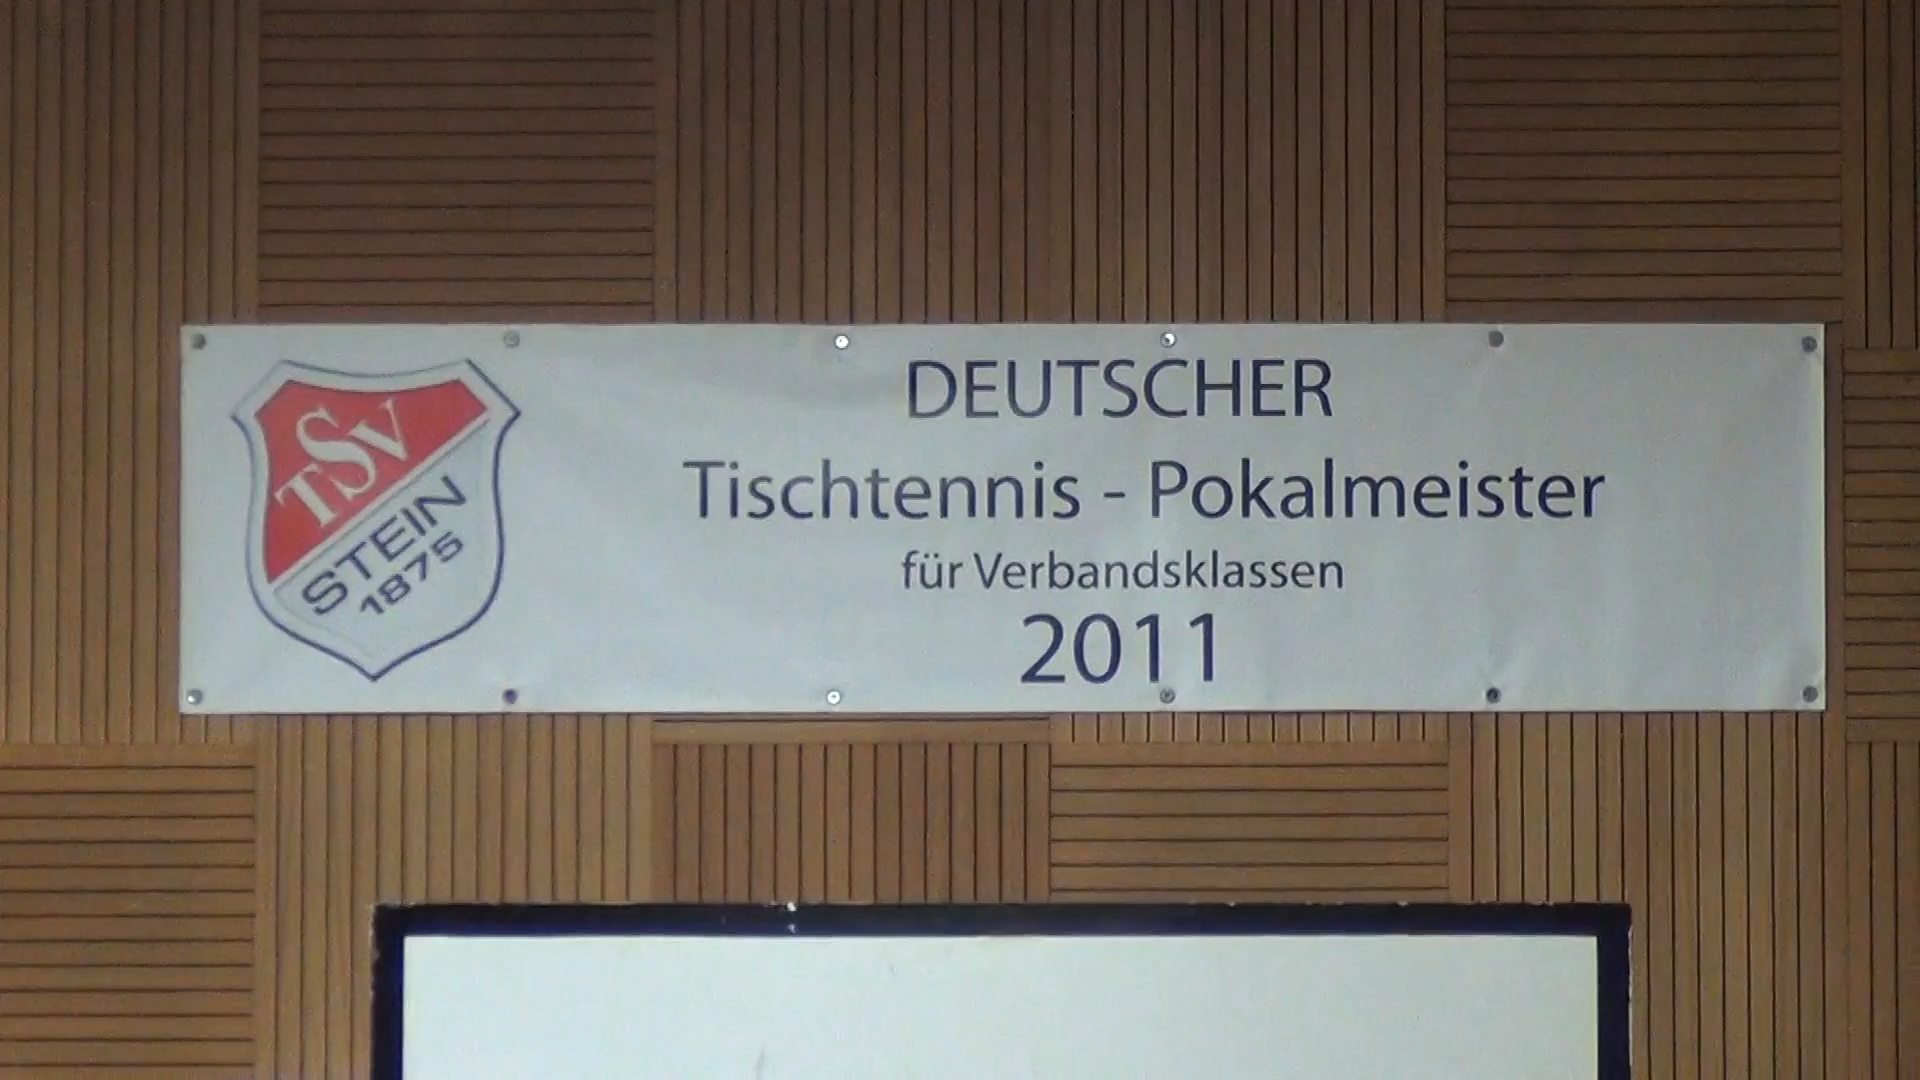 TSV
STEIN
1875
DEUTSCHER
Tischtennis - Pokalmeister
für Verbandsklassen
2011